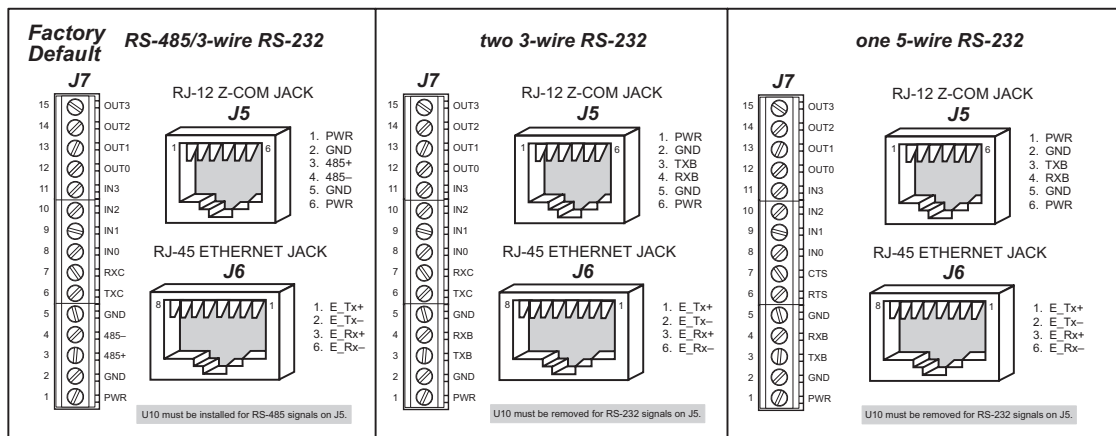 Factory Default
RS-485/3-wire RS-232
J7
15 OUT3
14 OUT2
13 OUT1
12 OUT0
11 IN3
10 IN2
9 IN1
8 IN0
7 RXC
6 TXC
5 GND
4 485–
3 485+
2 GND
1 PWR
RJ-12 Z-COM JACK
J5
1 6
1. PWR
2. GND
3. 485+
4. 485–
5. GND
6. PWR
RJ-45 ETHERNET JACK
J6
8 1
1. E_Tx+
2. E_Tx–
3. E_Rx+
6. E_Rx–
U10 must be installed for RS-485 signals on J5.
two 3-wire RS-232
J7
15 OUT3
14 OUT2
13 OUT1
12 OUT0
11 IN3
10 IN2
9 IN1
8 IN0
7 RXC
6 TXC
5 GND
4 RXB
3 TXB
2 GND
1 PWR
RJ-12 Z-COM JACK
J5
1 6
1. PWR
2. GND
3. TXB
4. RXB
5. GND
6. PWR
RJ-45 ETHERNET JACK
J6
8 1
1. E_Tx+
2. E_Tx–
3. E_Rx+
6. E_Rx–
U10 must be removed for RS-232 signals on J5.
one 5-wire RS-232
J7
15 OUT3
14 OUT2
13 OUT1
12 OUT0
11 IN3
10 IN2
9 IN1
8 IN0
7 CTS
6 RTS
5 GND
4 RXB
3 TXB
2 GND
1 PWR
RJ-12 Z-COM JACK
J5
1 6
1. PWR
2. GND
3. TXB
4. RXB
5. GND
6. PWR
RJ-45 ETHERNET JACK
J6
8 1
1. E_Tx+
2. E_Tx–
3. E_Rx+
6. E_Rx–
U10 must be removed for RS-232 signals on J5.